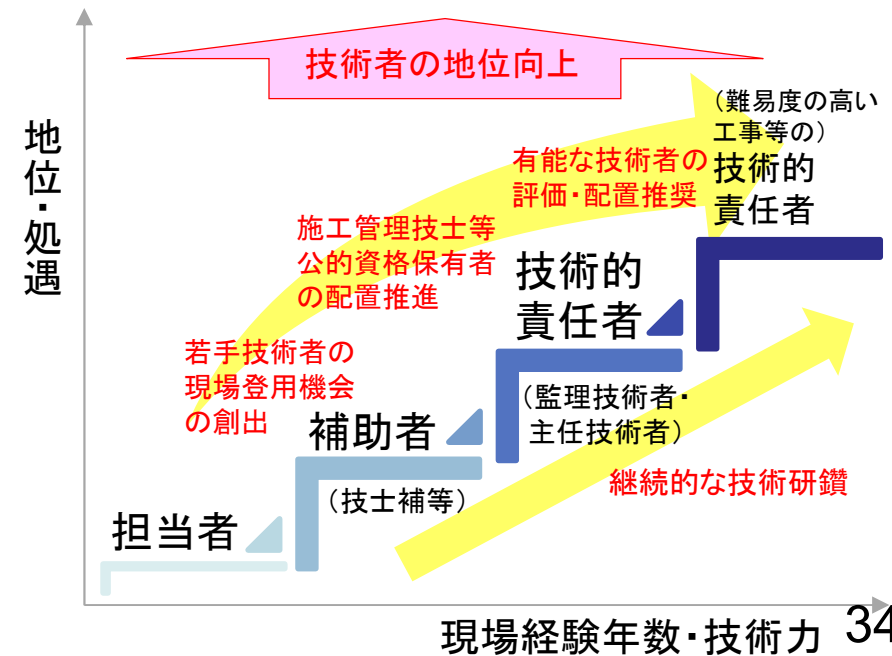 技術者の地位向上
地位・処遇
（難易度の高い
工事等の）
技術的
責任者
有能な技術者の
評価・配置推奨
施工管理技士等
公的資格保有者
の配置推進
技術的
責任者
（監理技術者・
主任技術者）
若手技術者の
現場登用機会
の創出
補助者
（技士補等）
継続的な技術研鑽
担当者
現場経験年数・技術力
34